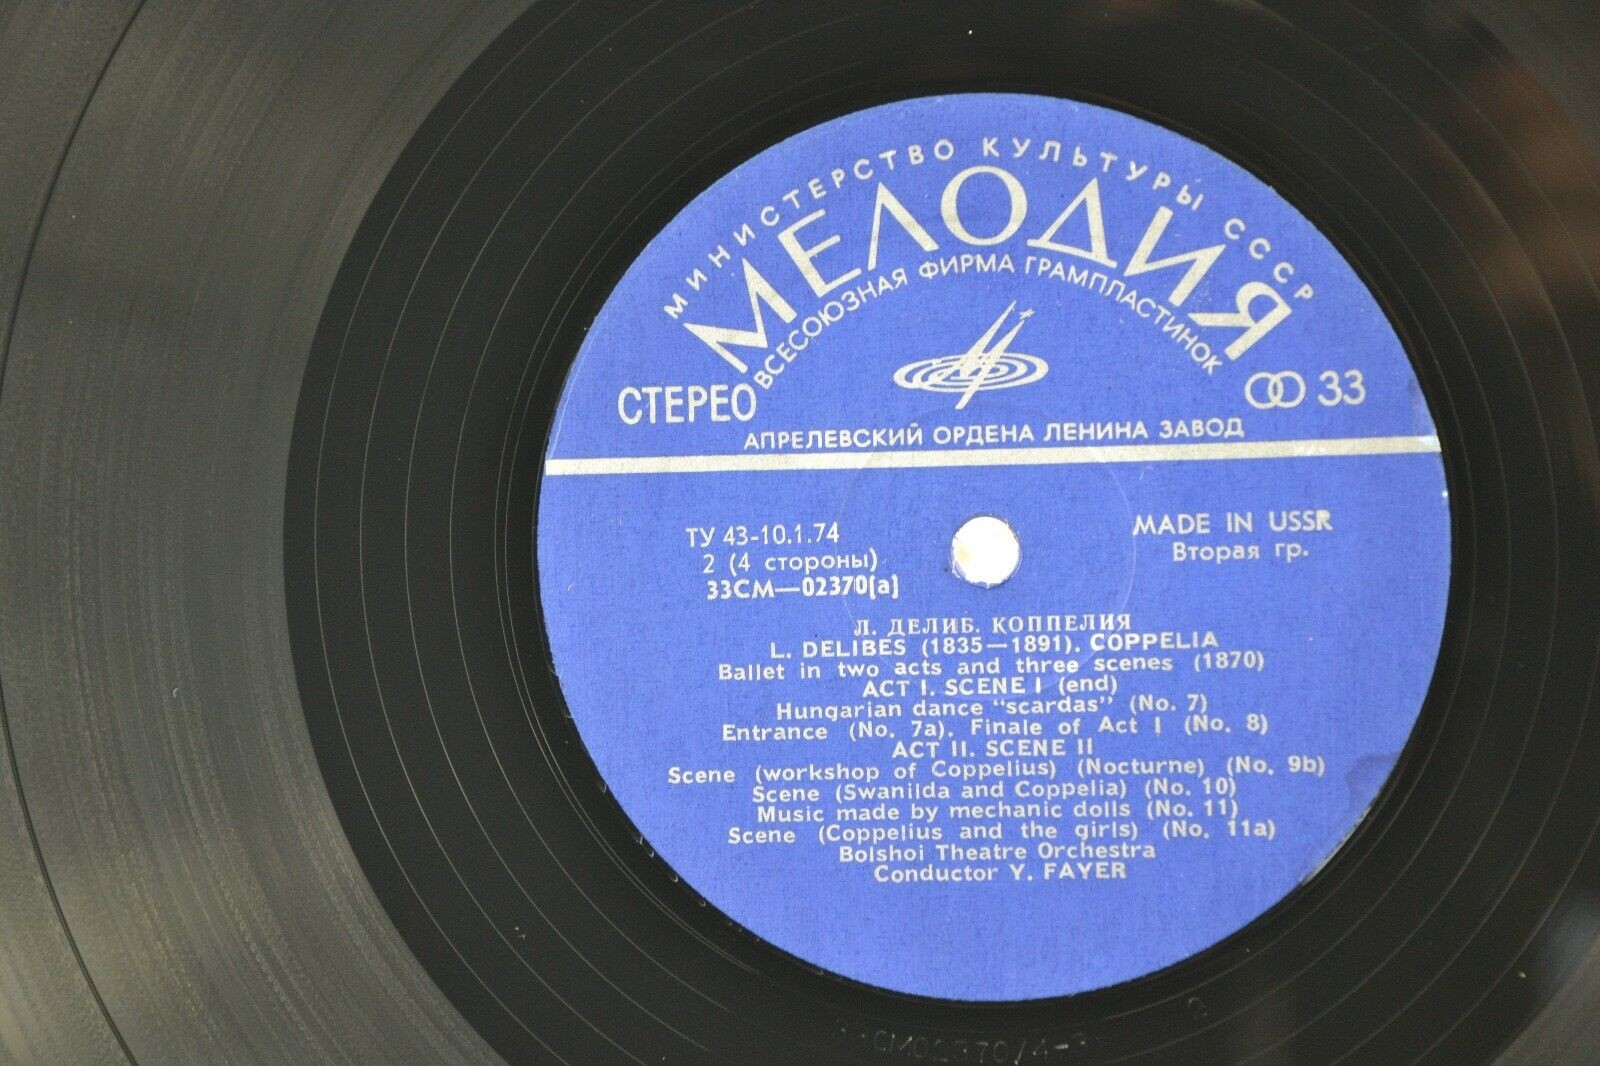 МИНИСТЕРСТВО КУЛЬТУРЫ СССР
МЕЛОДИЯ
ВСЕСОЮЗНАЯ ФИРМА ГРАМПЛАСТИНОК
СТЕРЕО
33
АПРЕЛЕВСКИЙ ОРДЕНА ЛЕНИНА ЗАВОД
ТУ 43-10.1.74
MADE IN USSR
2 (4 стороны)
Вторая гр.
33СМ—02370(а)
Л. ДЕЛИБ. КОППЕЛИЯ
L. DELIBES (1835—1891). COPPELIA
Ballet in two acts and three scenes (1870)
ACT I. SCENE I (end)
Hungarian dance "scardas" (No. 7)
Entrance (No. 7a). Finale of Act I (No. 8)
ACT II. SCENE II
Scene (workshop of Coppelius) (Nocturne) (No. 9b)
Scene (Swanilda and Coppelia) (No. 10)
Music made by mechanic dolls (No. 11)
Scene (Coppelius and the girls) (No. 11a)
Bolshoi Theatre Orchestra
Conductor Y. FAYER
2